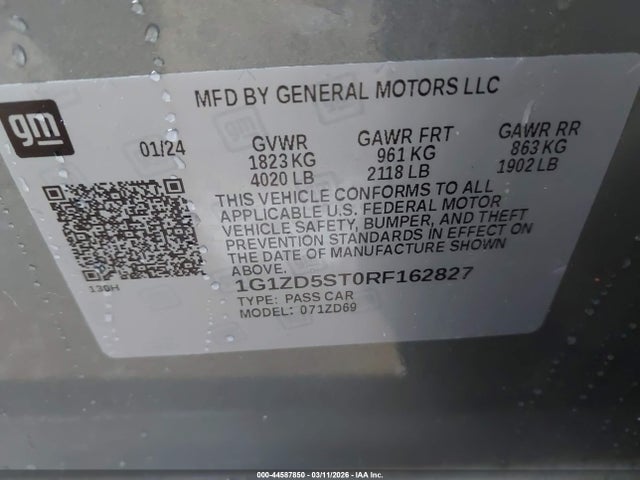 MFD BY GENERAL MOTORS LLC
gm
01/24 GVWR GAWR FRT GAWR RR
1823 KG 961 KG 863 KG
4020 LB 2118 LB 1902 LB
THIS VEHICLE CONFORMS TO ALL
APPLICABLE U.S. FEDERAL MOTOR
VEHICLE SAFETY, BUMPER, AND THEFT
PREVENTION STANDARDS IN EFFECT ON
THE DATE OF MANUFACTURE SHOWN
ABOVE.
130H
1G1ZD5ST0RF162827
TYPE: PASS CAR
MODEL: 071ZD69
000-44587850 - 03/11/2026 - IAA Inc.